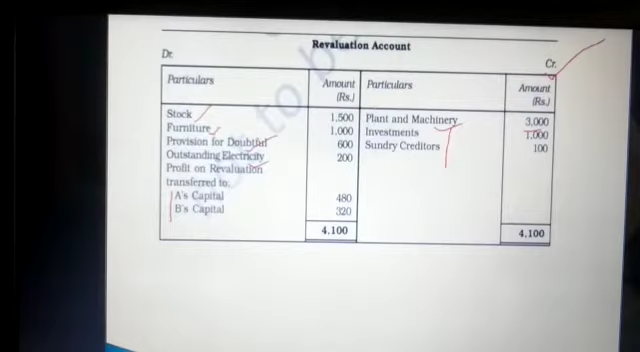 Revaluation Account
Dr. Cr.
Particulars Amount (Rs.) Particulars Amount (Rs.)
Stock 1,500 Plant and Machinery 3,000
Furniture 1,000 Investments 1,000
Provision for Doubtful 600 Sundry Creditors 100
Outstanding Electricity 200
Profit on Revaluation
transferred to:
A's Capital 480
B's Capital 320
4,100 4,100